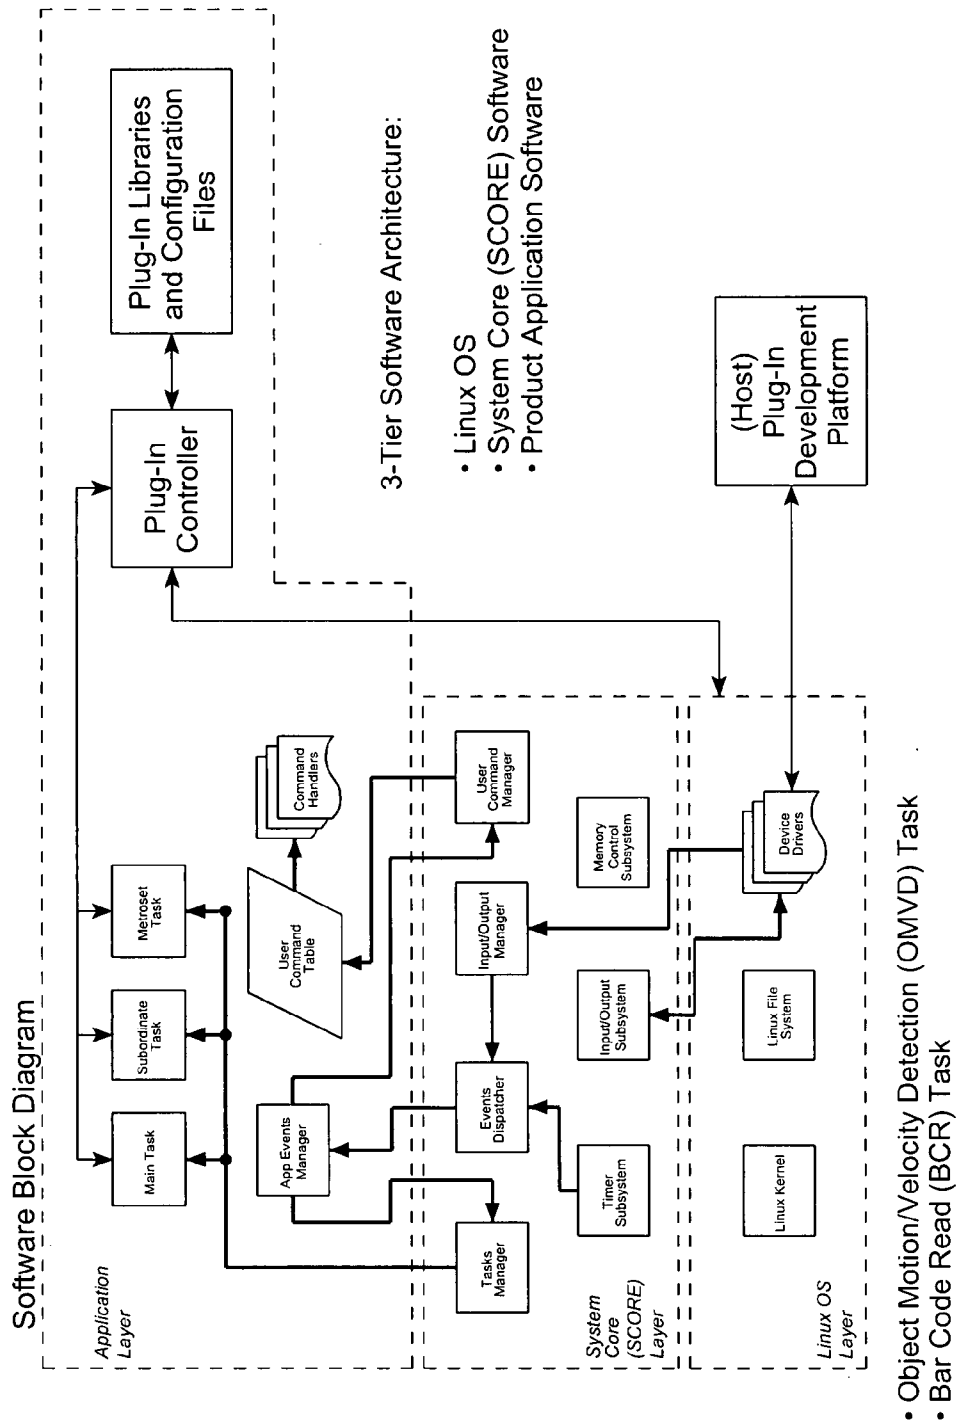 Software Block Diagram
Application
Layer
Main Task
Subordinate
Task
Metroset
Task
Plug-In
Controller
Plug-In Libraries
and Configuration
Files
App Events
Manager
User
Command
Table
Command
Handlers
3-Tier Software Architecture:
• Linux OS
• System Core (SCORE) Software
• Product Application Software
System
Core
(SCORE)
Layer
Tasks
Manager
Events
Dispatcher
Input/Output
Manager
User
Command
Manager
Timer
Subsystem
Input/Output
Subsystem
Memory
Control
Subsystem
Linux OS
Layer
Linux Kernel
Linux File
System
Device
Drivers
(Host)
Plug-In
Development
Platform
• Object Motion/Velocity Detection (OMVD) Task
• Bar Code Read (BCR) Task